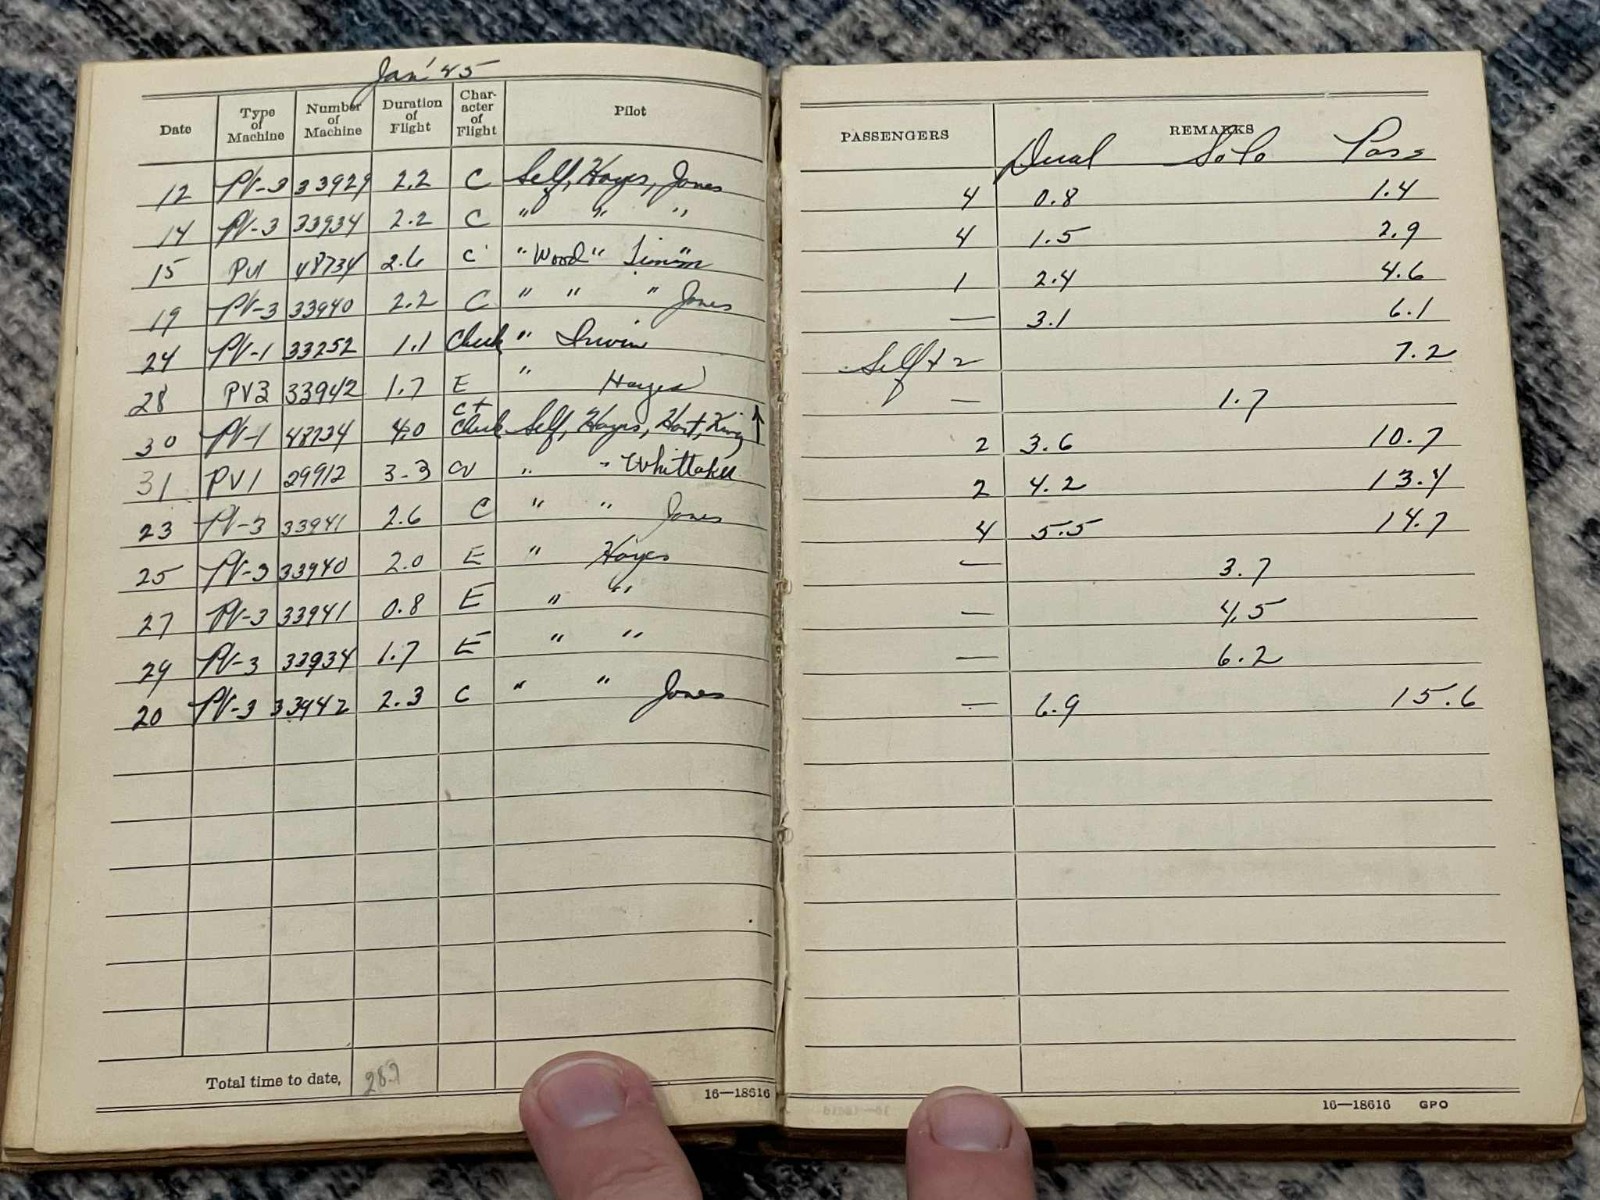 Jan '45
Date Type of Machine Number of Machine Duration of Flight Character of Flight Pilot PASSENGERS REMARKS
Dual Solo Pass
12 PV-3 33929 2.2 C Self, Hayes, Jones 4 0.8 1.4
14 PV-3 33934 2.2 C " " " 4 1.5 2.9
15 PV1 48734 2.6 C " Wood " 1 2.4 4.6
19 PV-3 33940 2.2 C " " " Jones — 3.1 6.1
24 PV-1 33252 1.1 Check " Irwin Self + 2 7.2
28 PV3 33942 1.7 E " Hayes — 1.7
30 PV-1 48734 4.0 C + Check Self, Hayes, Hart, King ↑ 2 3.6 10.7
31 PV1 29912 3.3 " " Whittaker 2 4.2 13.4
23 PV-3 33941 2.6 C " " Jones 4 5.5 14.7
25 PV-3 33940 2.0 E " Hayes — 3.7
27 PV-3 33941 0.8 E " " — 4.5
29 PV-3 33934 1.7 E " " — 6.2
20 PV-3 33942 2.3 C " " Jones — 6.9 15.6
Total time to date,
16—18616
16—18616 GPO